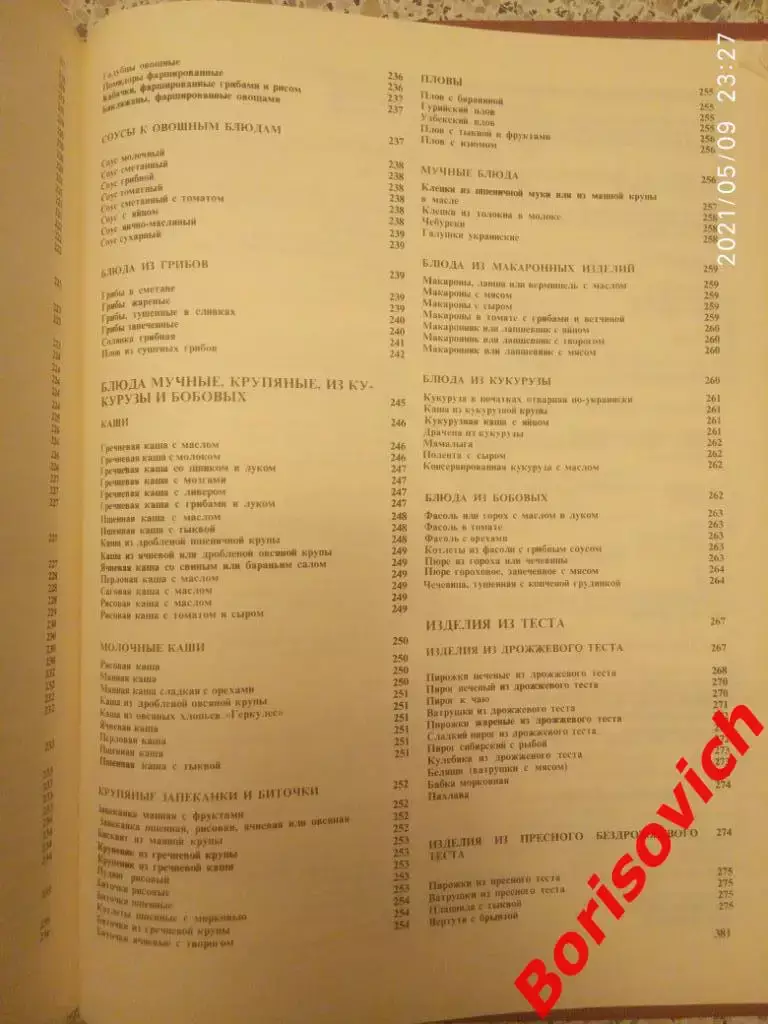 Голубцы овощные
Помидоры фаршированные 236
Кабачки, фаршированные грибами и рисом 236
Баклажаны, фаршированные овощами 237
237
СОУСЫ К ОВОЩНЫМ БЛЮДАМ
237
Соус молочный
Соус сметанный 238
Соус грибной 238
Соус томатный 238
Соус сметанный с томатом 238
Соус с яйцом 238
Соус яично-масляный 238
Соус сухарный 239
239
БЛЮДА ИЗ ГРИБОВ
239
Грибы в сметане
Грибы жареные 239
Грибы, тушенные в сливках 239
Грибы запеченные 240
Солянка грибная 240
Плов из сушеных грибов 241
242
БЛЮДА МУЧНЫЕ, КРУПЯНЫЕ, ИЗ КУ-
КУРУЗЫ И БОБОВЫХ 245
КАШИ 246
Гречневая каша с маслом 246
Гречневая каша с молоком 246
Гречневая каша со шпиком и луком 247
Гречневая каша с мозгами 247
Гречневая каша с ливером 247
Гречневая каша с грибами и луком 247
Пшенная каша с маслом 248
Пшенная каша с тыквой 248
Каша из дробленой пшеничной крупы 248
Каша из ячневой или дробленой овсяной крупы 249
Ячневая каша со свиным или бараньим салом 249
Перловая каша с маслом 249
Саговая каша с маслом 249
Рисовая каша с маслом 249
Рисовая каша с томатом и сыром 249
МОЛОЧНЫЕ КАШИ 250
Рисовая каша 250
Манная каша 250
Манная каша сладкая с орехами 250
Каша из дробленой овсяной крупы 251
Каша из овсяных хлопьев «Геркулес» 251
Ячневая каша 251
Перловая каша 251
Пшенная каша 251
Пшенная каша с тыквой
КРУПЯНЫЕ ЗАПЕКАНКИ И БИТОЧКИ 252
Запеканка манная с фруктами 252
Запеканка пшенная, рисовая, ячневая или овсяная 252
Бисквит из манной крупы 252
Крупеник из гречневой крупы 253
Крупеник из гречневой каши 253
Пудинг рисовый 253
Биточки рисовые 253
Биточки пшенные 253
Котлеты пшенные с морковью 254
Биточки из гречневой крупы 254
Биточки ячневые с творогом 254
ПЛОВЫ
255
Плов с бараниной
Гурийский плов 255
Узбекский плов 255
Плов с тыквой и фруктами 255
Плов с изюмом 256
МУЧНЫЕ БЛЮДА
256
Клецки из пшеничной муки или из манной крупы
в масле 257
Клецки из толокна в молоке 258
Чебуреки 258
Галушки украинские 258
БЛЮДА ИЗ МАКАРОННЫХ ИЗДЕЛИЙ 259
Макароны, лапша или вермишель с маслом 259
Макароны с мясом 259
Макароны с сыром 259
Макароны в томате с грибами и ветчиной 259
Макаронник или лапшевник с яйцом 260
Макаронник или лапшевник с творогом 260
Макаронник или лапшевник с мясом 260
БЛЮДА ИЗ КУКУРУЗЫ 260
Кукуруза в початках отварная по-украински 261
Каша из кукурузной крупы 261
Кукурузная каша с яйцом 261
Драчена из кукурузы 261
Мамалыга 262
Полента с сыром 262
Консервированная кукуруза с маслом 262
БЛЮДА ИЗ БОБОВЫХ 262
Фасоль или горох с маслом и луком 263
Фасоль в томате 263
Фасоль с орехами 263
Котлеты из фасоли с грибным соусом 263
Пюре из гороха или чечевицы 263
Пюре гороховое, запеченное с мясом 264
Чечевица, тушенная с копченой грудинкой 264
ИЗДЕЛИЯ ИЗ ТЕСТА 267
ИЗДЕЛИЯ ИЗ ДРОЖЖЕВОГО ТЕСТА 267
Пирожки печеные из дрожжевого теста 268
Пирог печеный из дрожжевого теста 270
Пирог к чаю 270
Ватрушки из дрожжевого теста 271
Пирожки жареные из дрожжевого теста
Сладкий пирог из дрожжевого теста
Пирог сибирский с рыбой
Кулебяка из дрожжевого теста
Беляши (ватрушки с мясом)
Бабка морковная 274
Пахлава
ИЗДЕЛИЯ ИЗ ПРЕСНОГО БЕЗДРОЖЖЕВОГО 274
ТЕСТА
Пирожки из пресного теста 275
Ватрушки из пресного теста 275
Плацинда с тыквой 275
Вертута с брынзой 275
381
2021/05/09 23:27
Borisovich